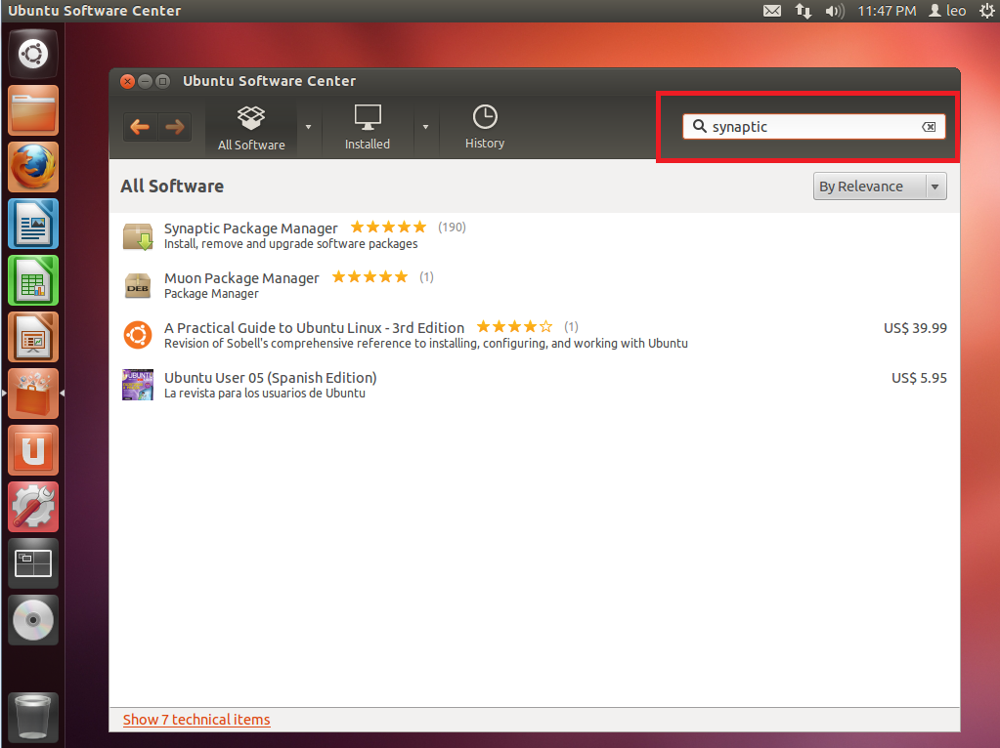 Ubuntu Software Center
11:47 PM leo
Ubuntu Software Center
All Software
Installed
History
synaptic
All Software
By Relevance
Synaptic Package Manager (190)
Install, remove and upgrade software packages
DEB
Muon Package Manager (1)
Package Manager
A Practical Guide to Ubuntu Linux - 3rd Edition (1) US$ 39.99
Revision of Sobell's comprehensive reference to installing, configuring, and working with Ubuntu
UBUNTU
Ubuntu User 05 (Spanish Edition) US$ 5.95
La revista para los usuarios de Ubuntu
Show 7 technical items